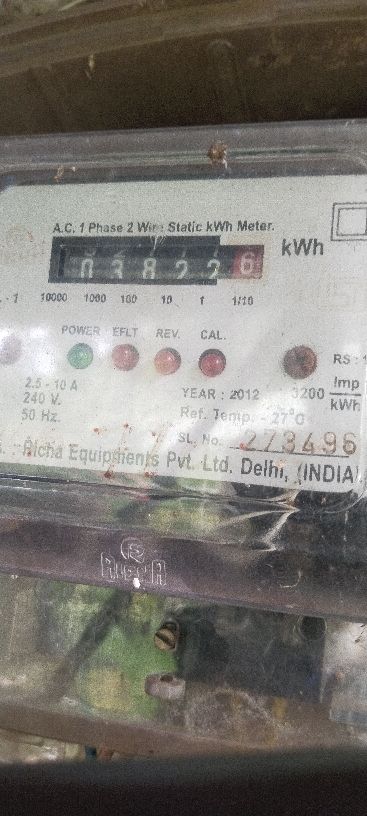 A.C. 1 Phase 2 Wire Static kWh Meter.
03822 6 kWh
10000 1000 100 10 1 1/10
POWER EFLT REV. CAL.
RS:
2.5 - 10 A YEAR : 2012 3200 Imp/kWh
240 V. Ref. Temp. - 27°C
50 Hz. SL. No. 273496
Richa Equipments Pvt. Ltd. Delhi, (INDIA)
RICHA